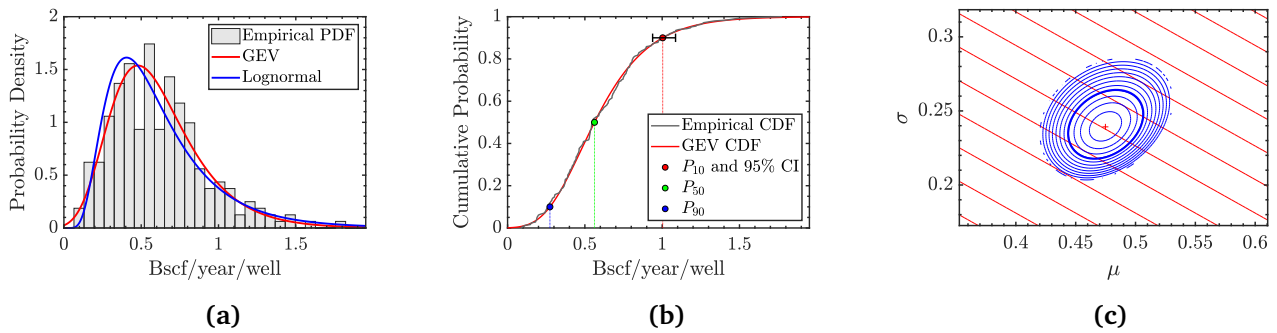 Probability Density
2
1.5
1
0.5
0
0
0.5
1
1.5
Bscf/year/well
Empirical PDF
GEV
Lognormal
(a)
Cumulative Probability
1
0.8
0.6
0.4
0.2
0
0
0.5
1
1.5
Bscf/year/well
Empirical CDF
GEV CDF
P10 and 95% CI
P50
P90
(b)
σ
0.3
0.25
0.2
0.4
0.45
0.5
0.55
0.6
μ
(c)